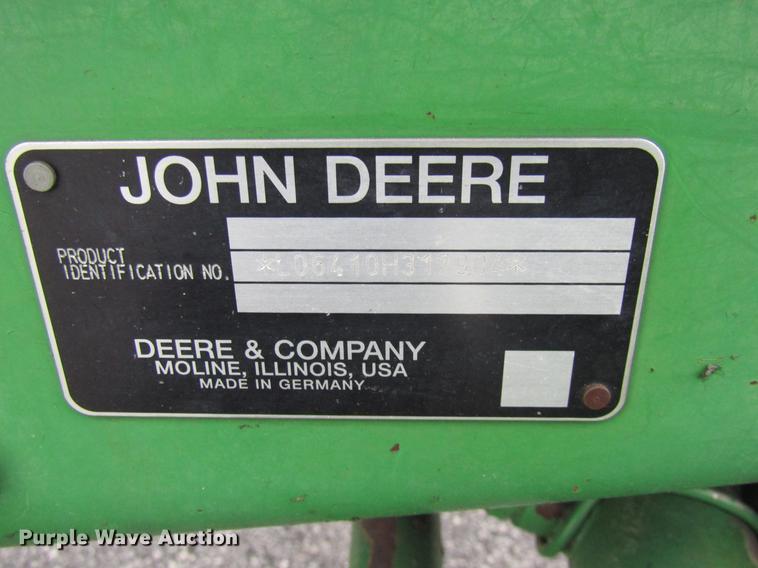 JOHN DEERE
PRODUCT
IDENTIFICATION NO.
DEERE & COMPANY
MOLINE, ILLINOIS, USA
MADE IN GERMANY
Purple Wave Auction